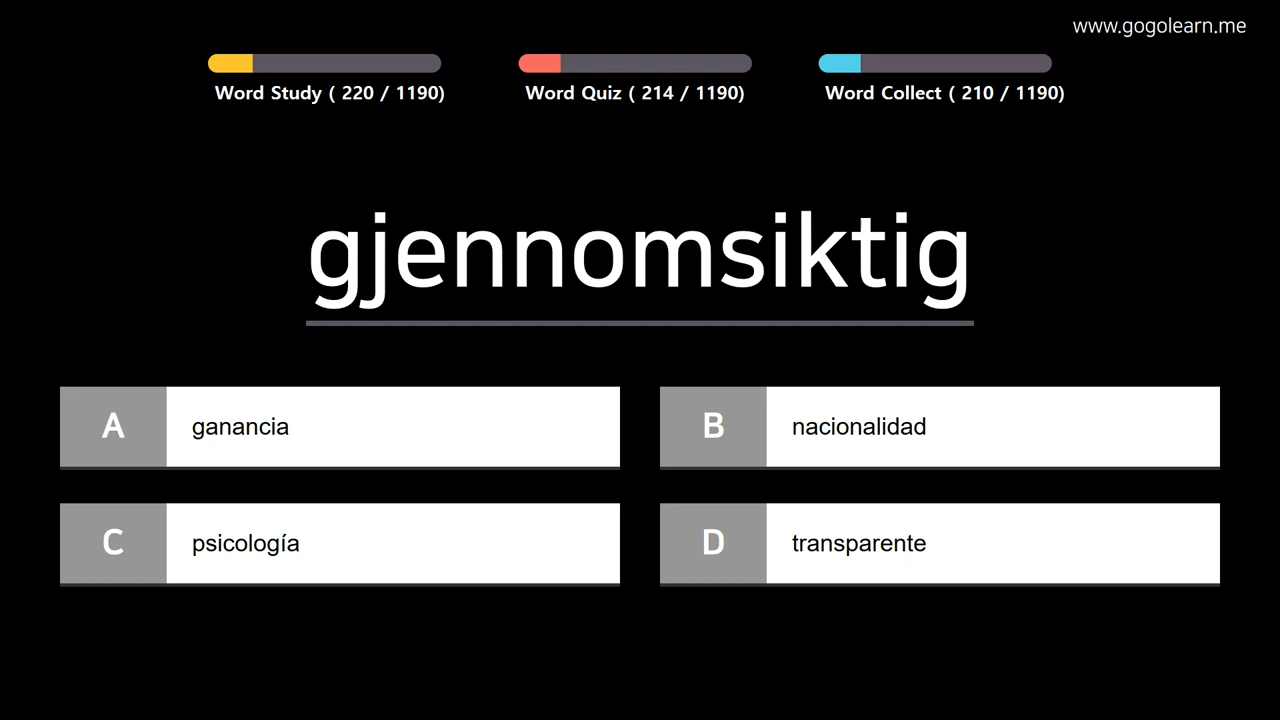 www.gogolearn.me
Word Study ( 220 / 1190)
Word Quiz ( 214 / 1190)
Word Collect ( 210 / 1190)
gjennomsiktig
A ganancia
B nacionalidad
C psicología
D transparente